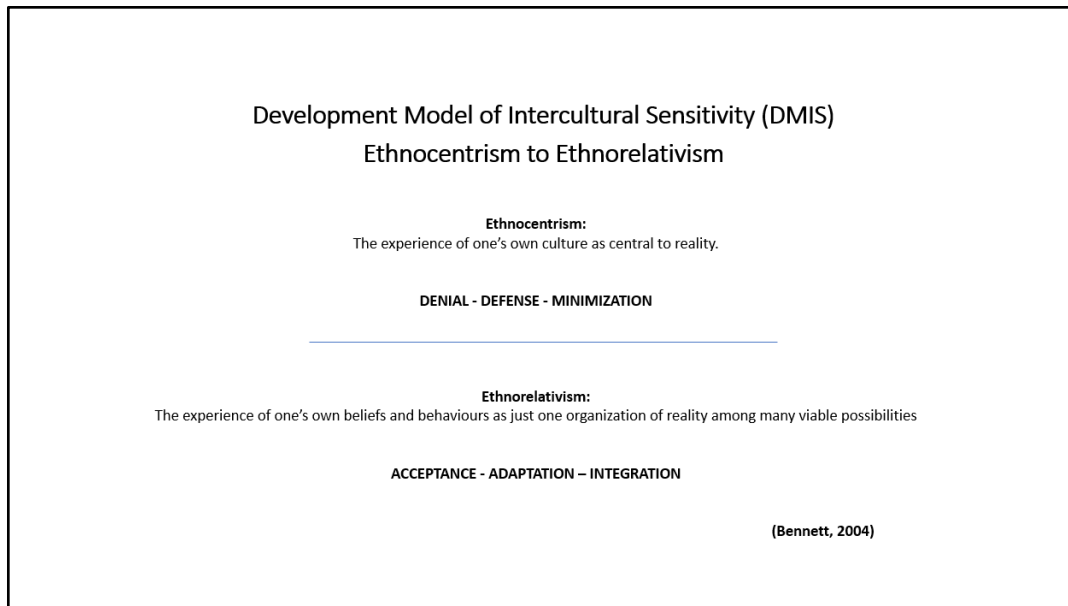 Development Model of Intercultural Sensitivity (DMIS)
Ethnocentrism to Ethnorelativism
Ethnocentrism:
The experience of one’s own culture as central to reality.
DENIAL - DEFENSE - MINIMIZATION
Ethnorelativism:
The experience of one’s own beliefs and behaviours as just one organization of reality among many viable possibilities
ACCEPTANCE - ADAPTATION – INTEGRATION
(Bennett, 2004)